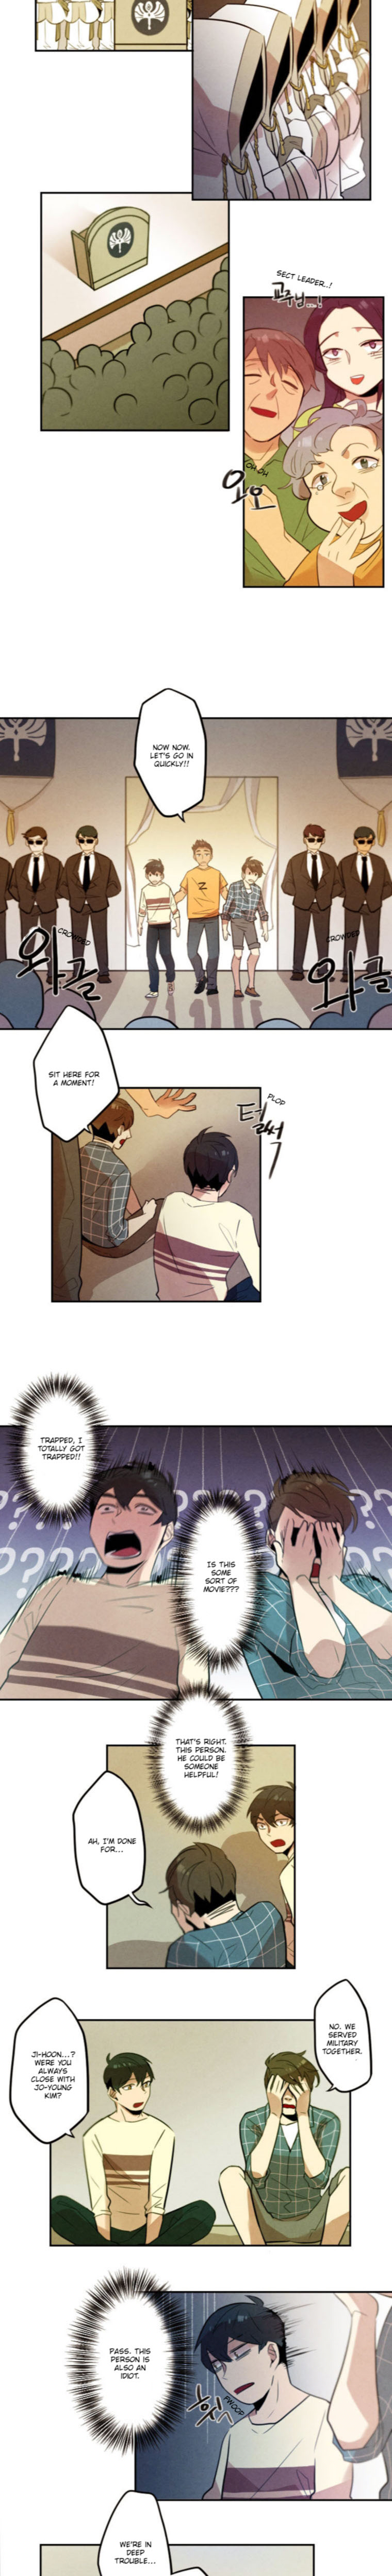 SECT LEADER..!
교주님...!
OH OH
오오
NOW NOW.
LET'S GO IN
QUICKLY!!
CROWDED
와글
CROWDED
와글
SIT HERE FOR
A MOMENT!
PLOP
털썩
TRAPPED, I
TOTALLY GOT
TRAPPED!!
IS THIS
SOME
SORT OF
MOVIE???
THAT'S RIGHT.
THIS PERSON.
HE COULD BE
SOMEONE
HELPFUL!
AH, I'M DONE
FOR...
NO. WE
SERVED
MILITARY
TOGETHER.
JI-HOON...?
WERE YOU
ALWAYS
CLOSE WITH
JO-YOUNG
KIM?
PASS. THIS
PERSON IS
ALSO AN
IDIOT.
FWOOP
휫
WE'RE IN
DEEP
TROUBLE...